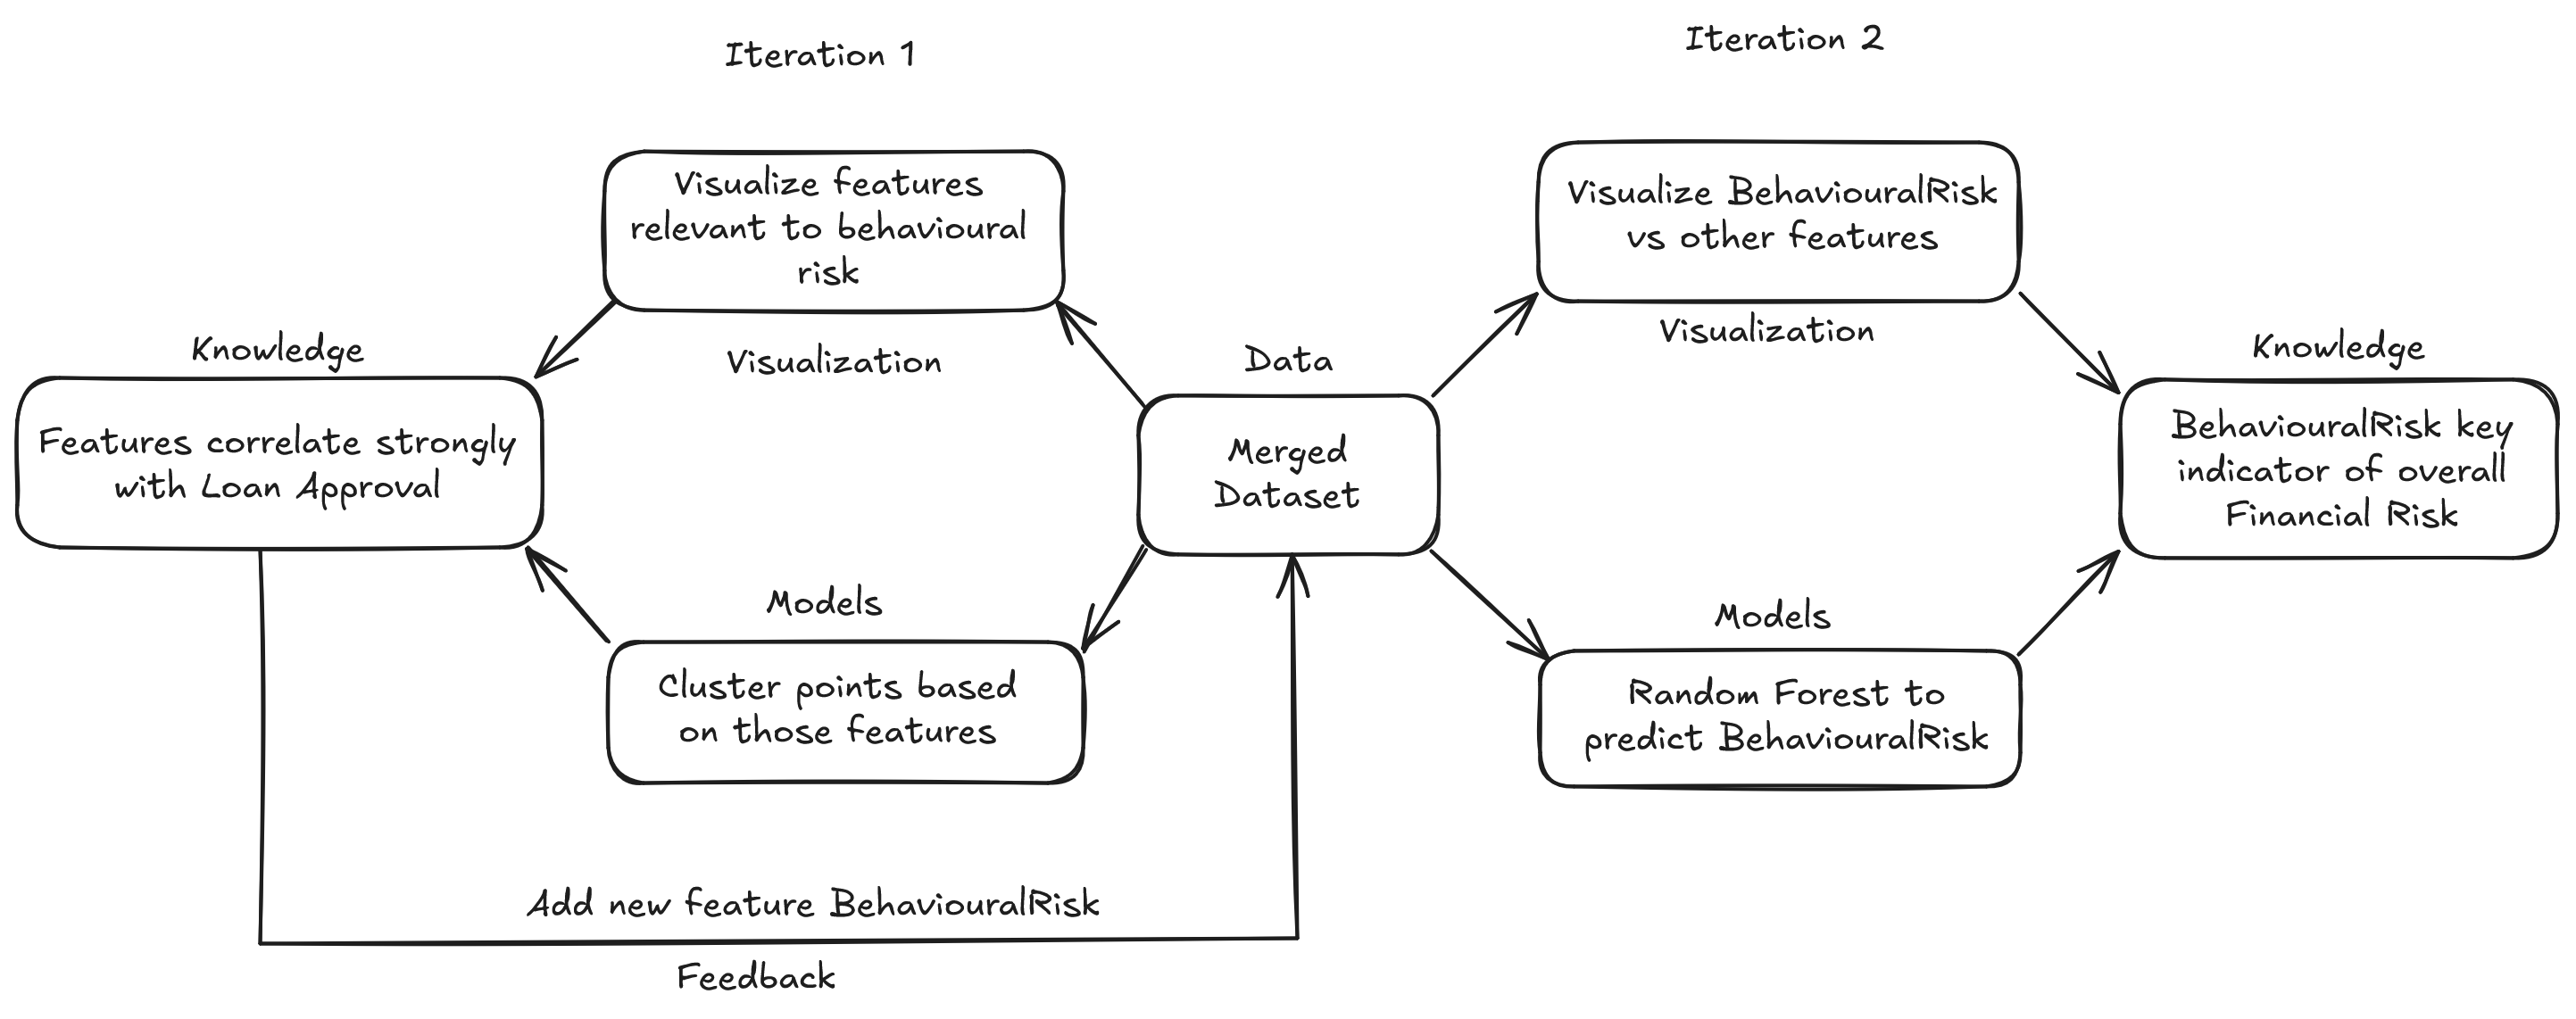 Iteration 1
Iteration 2
Visualize features
relevant to behavioural
risk
Visualize BehaviouralRisk
vs other features
Knowledge
Visualization
Data
Visualization
Knowledge
Features correlate strongly
with Loan Approval
Merged
Dataset
BehaviouralRisk key
indicator of overall
Financial Risk
Models
Models
Cluster points based
on those features
Random Forest to
predict BehaviouralRisk
Add new feature BehaviouralRisk
Feedback